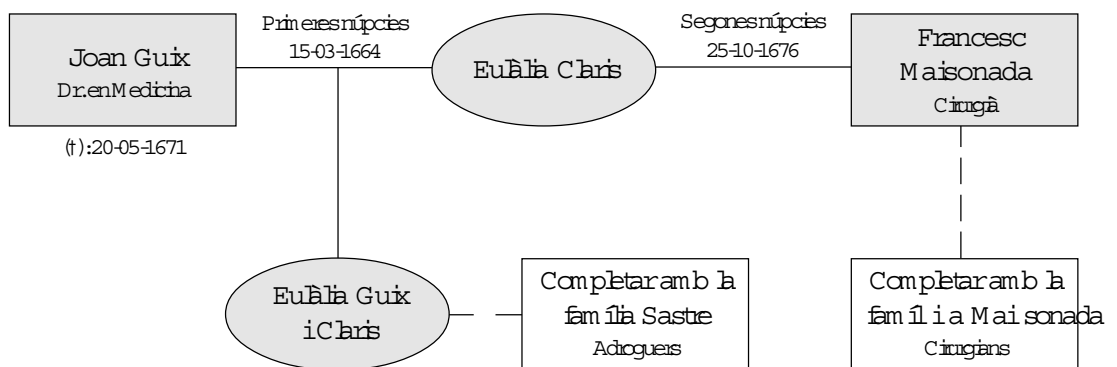 Joan Guix
Dr. en Medicina
(†): 20-05-1671
Primeres núpcies
15-03-1664
Eulàlia Claris
Segones núpcies
25-10-1676
Francesc
Maisonada
Cirurgià
Eulàlia Guix
i Claris
Completar amb la
família Sastre
Adroguers
Completar amb la
família Maisonada
Cirurgians